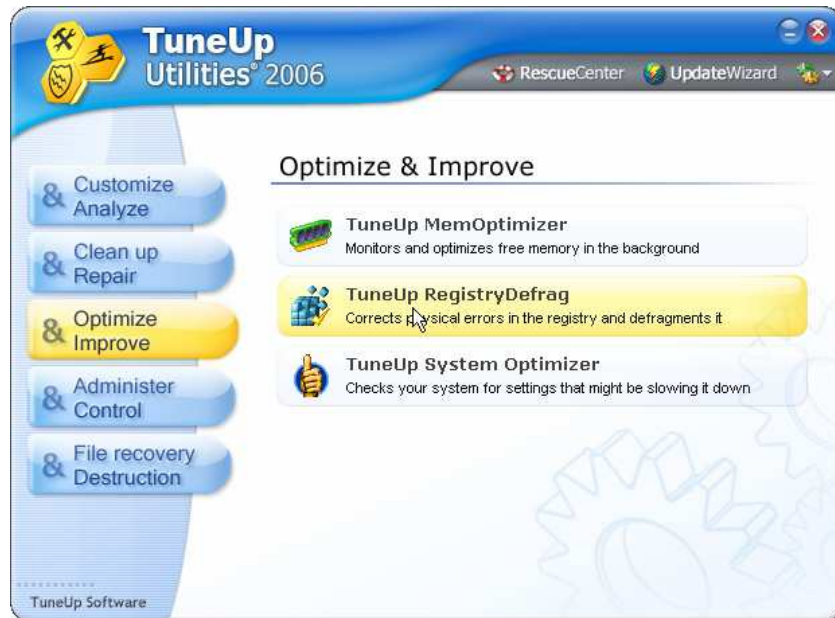 TuneUp
Utilities® 2006
RescueCenter
UpdateWizard
Optimize & Improve
& Customize
Analyze
& Clean up
Repair
& Optimize
Improve
& Administer
Control
& File recovery
Destruction
TuneUp MemOptimizer
Monitors and optimizes free memory in the background
TuneUp RegistryDefrag
Corrects physical errors in the registry and defragments it
TuneUp System Optimizer
Checks your system for settings that might be slowing it down
TuneUp Software